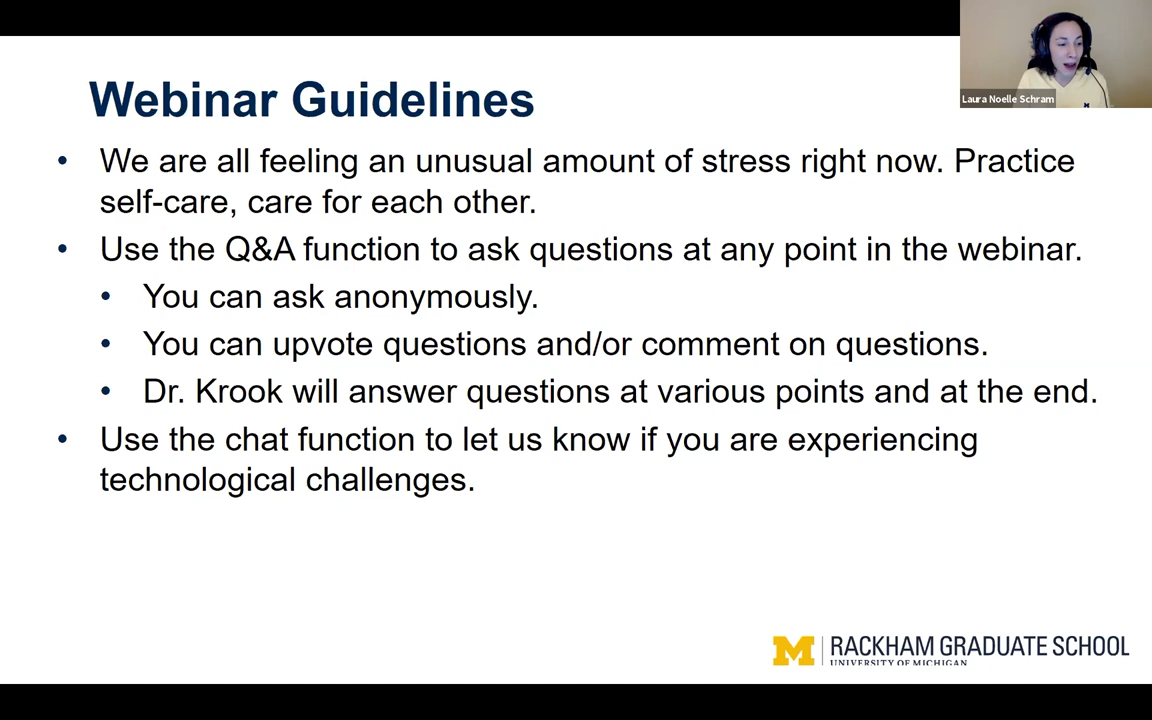 Webinar Guidelines
Laura Noelle Schram
• We are all feeling an unusual amount of stress right now. Practice
self-care, care for each other.
• Use the Q&A function to ask questions at any point in the webinar.
• You can ask anonymously.
• You can upvote questions and/or comment on questions.
• Dr. Krook will answer questions at various points and at the end.
• Use the chat function to let us know if you are experiencing
technological challenges.
M RACKHAM GRADUATE SCHOOL
UNIVERSITY OF MICHIGAN